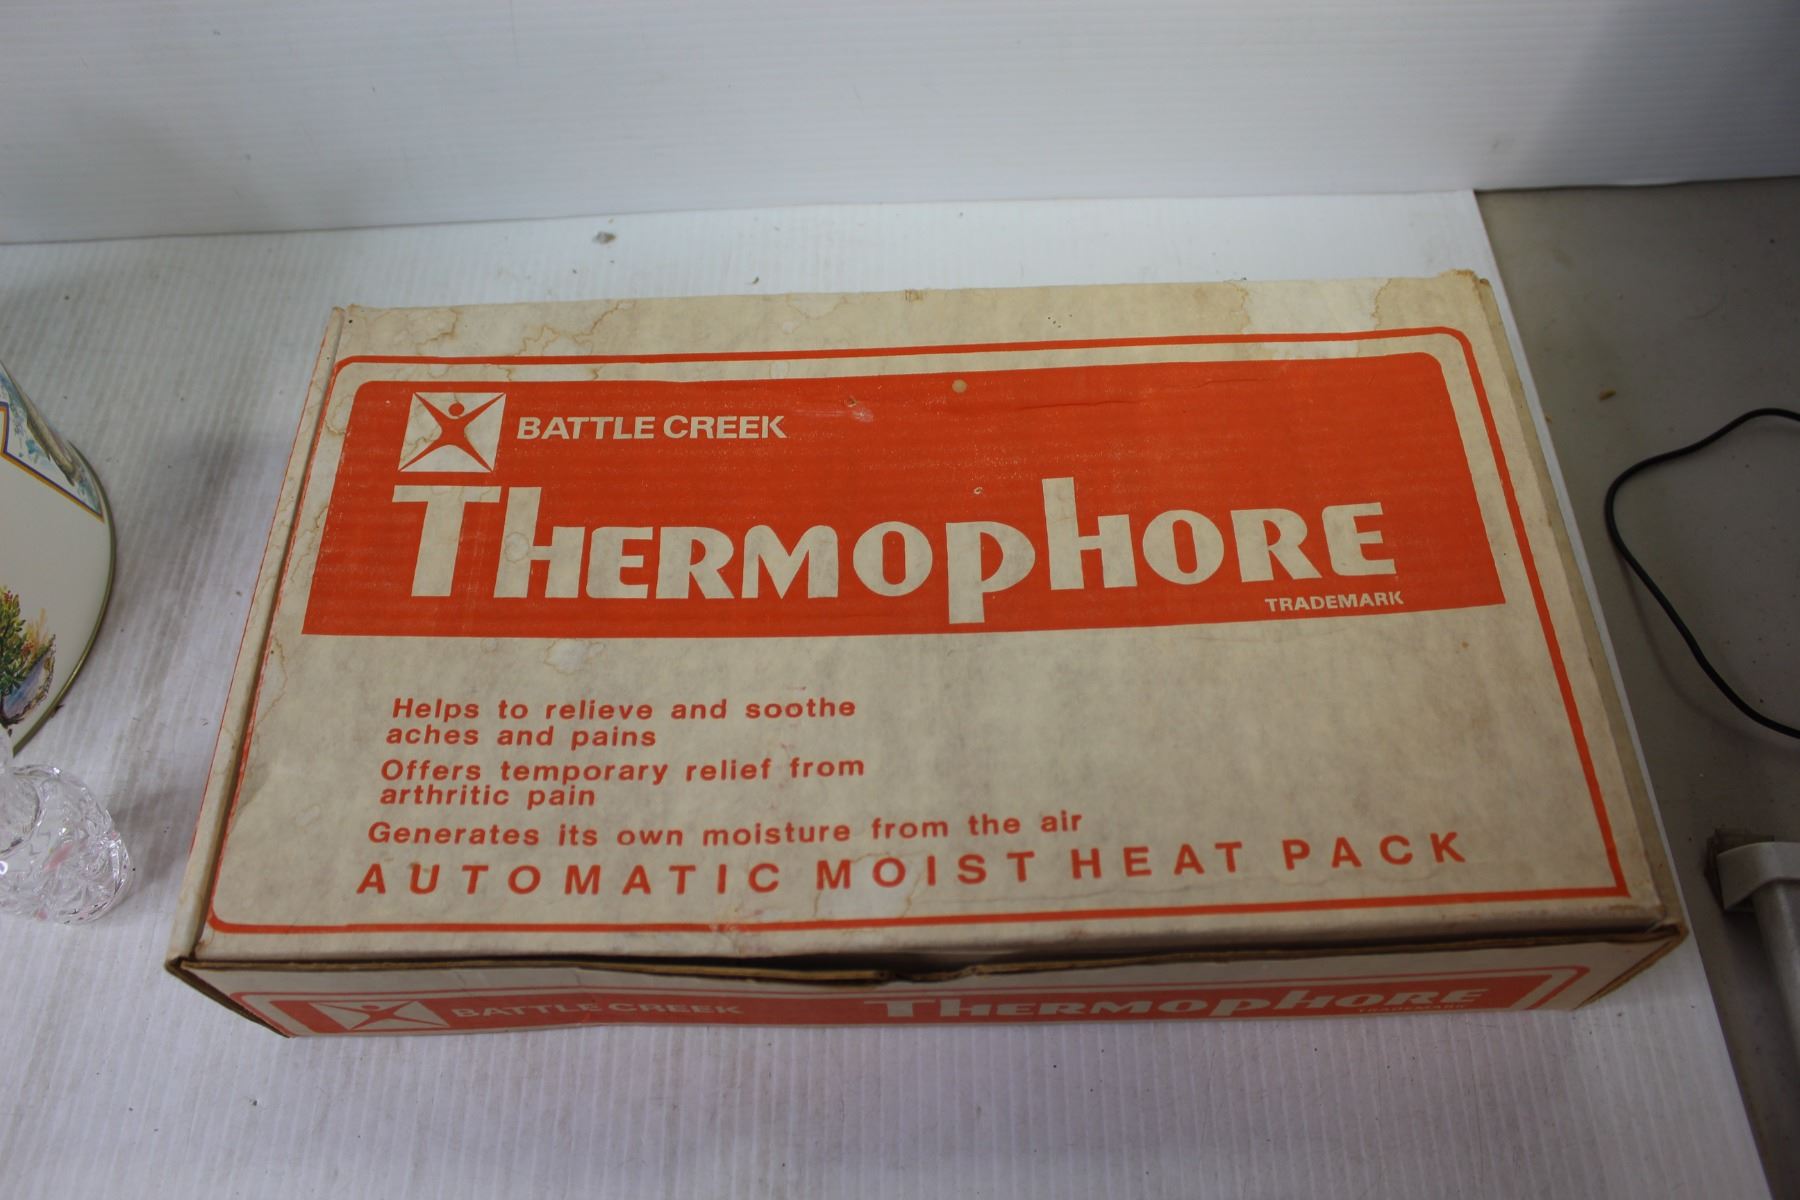 BATTLE CREEK
THERMOPHORE
TRADEMARK
Helps to relieve and soothe
aches and pains
Offers temporary relief from
arthritic pain
Generates its own moisture from the air
AUTOMATIC MOIST HEAT PACK
BATTLE CREEK THERMOPHORE
TRADEMARK